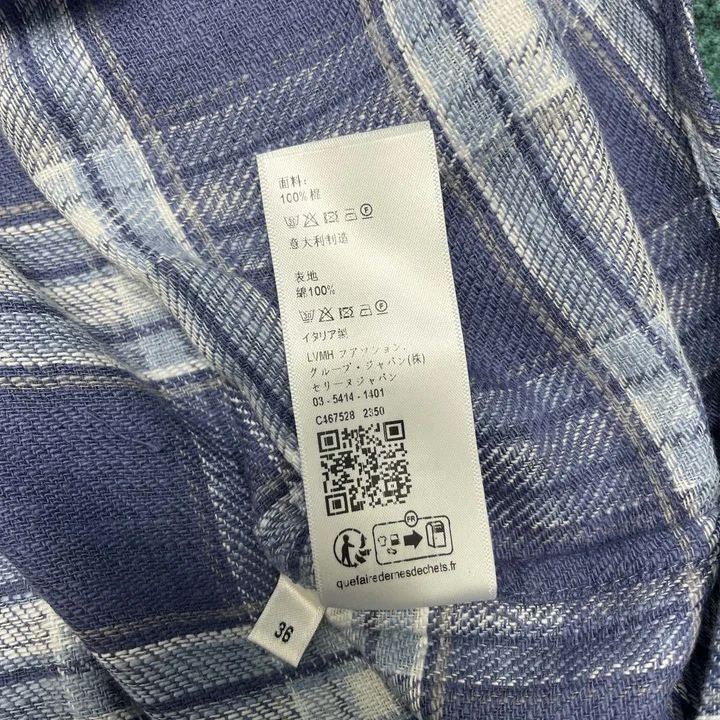 面料:
100% 棉
F
意大利制造
表地
綿100%
F
イタリア製
LVMH ファッション.
グループ・ジャパン(株)
セリーヌジャパン
03 - 5414 - 1401
C467528 2350
FR
quefairedemesdechets.fr
36